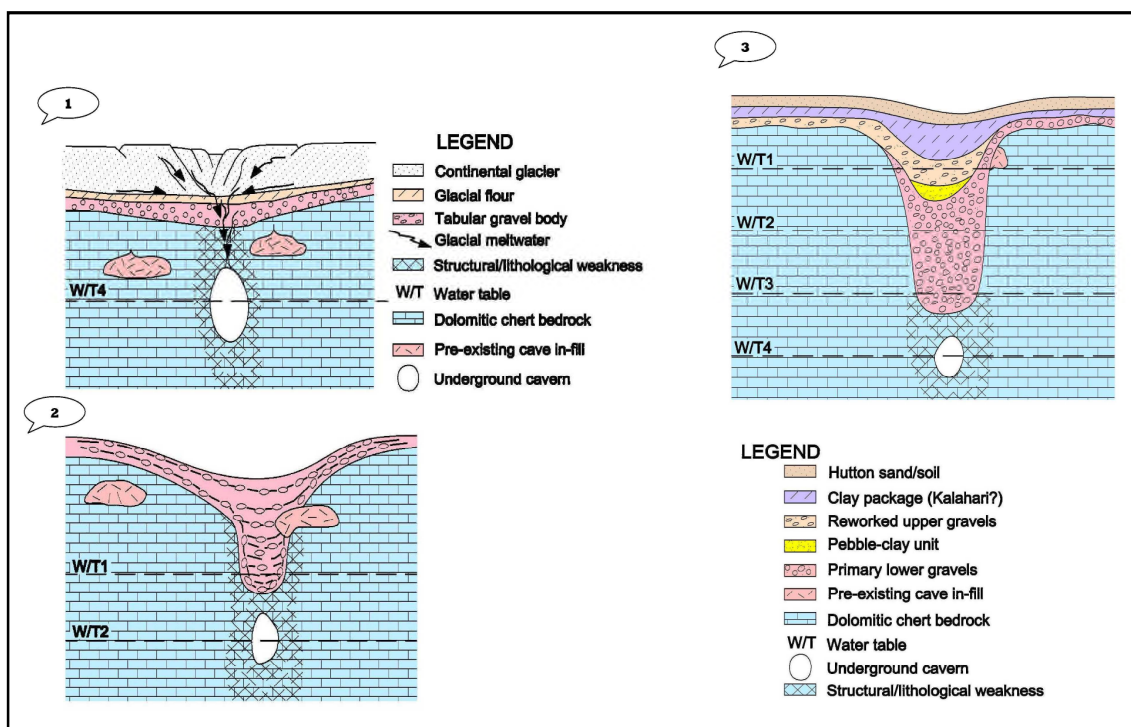 1
LEGEND
Continental glacier
Glacial flour
Tabular gravel body
Glacial meltwater
Structural/lithological weakness
W/T Water table
Dolomitic chert bedrock
Pre-existing cave in-fill
Underground cavern
W/T4
2
W/T1
W/T2
3
W/T1
W/T2
W/T3
W/T4
LEGEND
Hutton sand/soil
Clay package (Kalahari?)
Reworked upper gravels
Pebble-clay unit
Primary lower gravels
Pre-existing cave in-fill
Dolomitic chert bedrock
W/T Water table
Underground cavern
Structural/lithological weakness